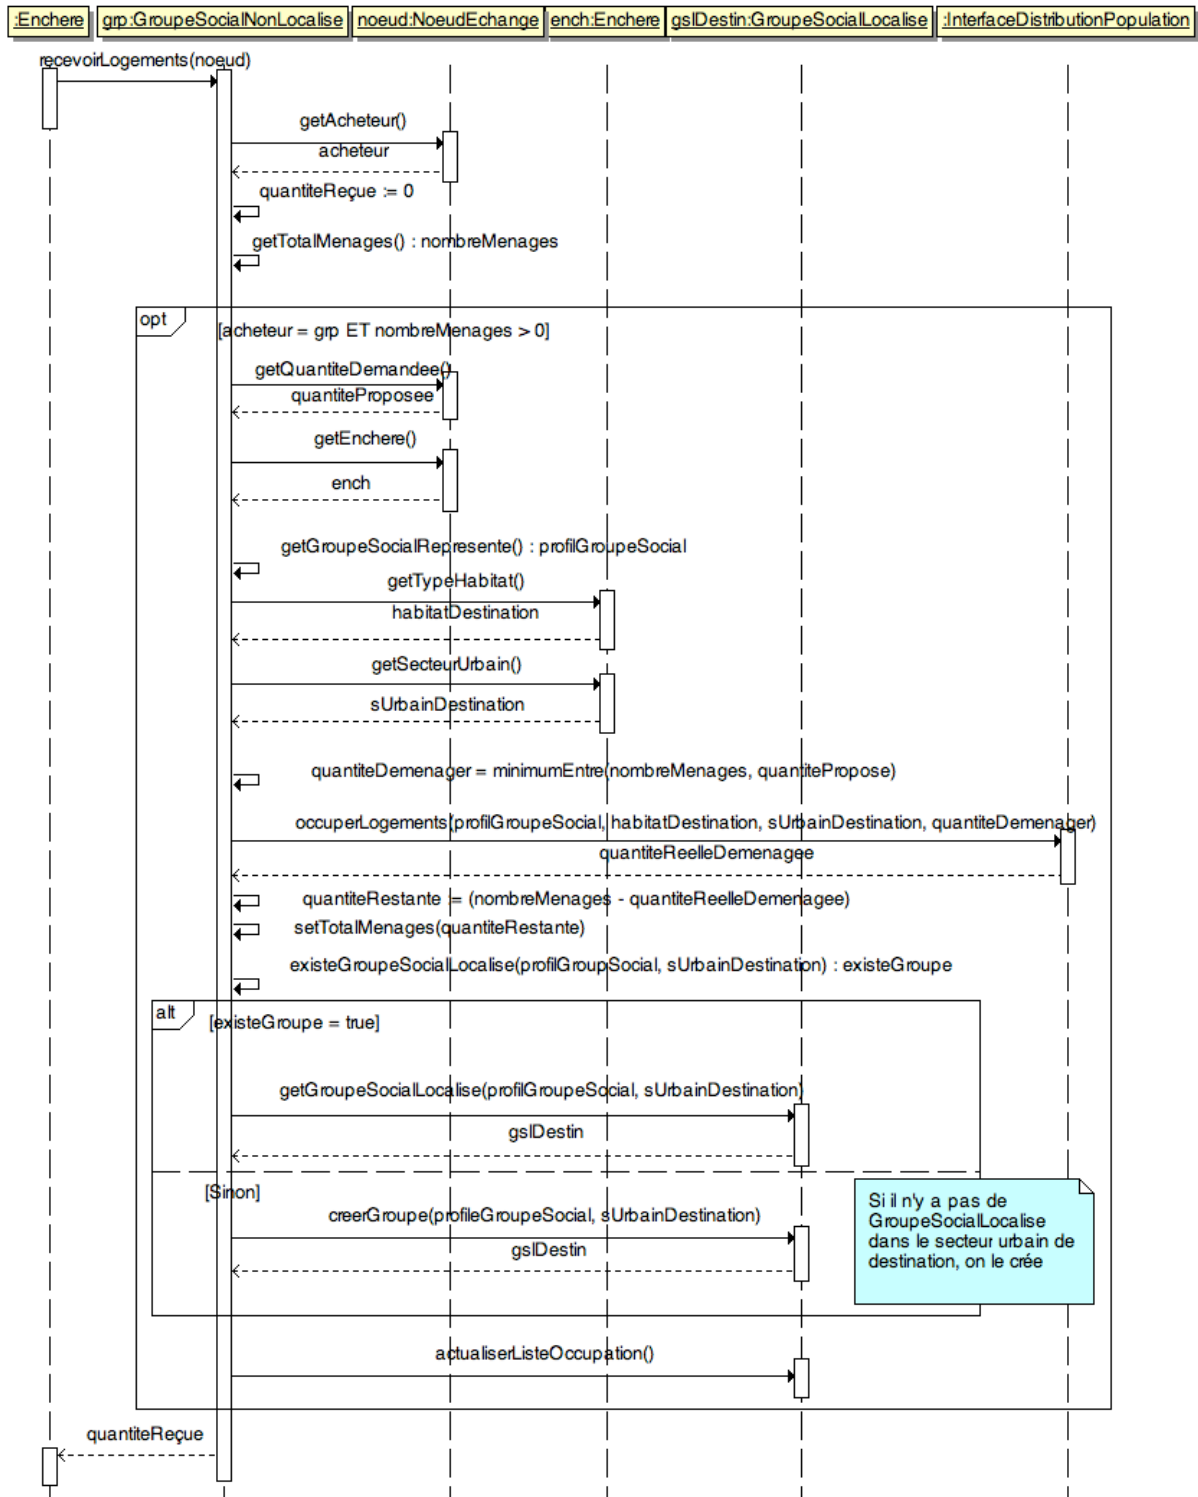 :Enchere
grp:GroupeSocialNonLocalise
noeud:NoeudEchange
ench:Enchere
gslDestin:GroupeSocialLocalise
:InterfaceDistributionPopulation
recevoirLogements(noeud)
getAcheteur()
acheteur
quantiteReçue := 0
getTotalMenages() : nombreMenages
opt
[acheteur = grp ET nombreMenages > 0]
getQuantiteDemandee()
quantiteProposee
getEnchere()
ench
getGroupeSocialRepresente() : profilGroupeSocial
getTypeHabitat()
habitatDestination
getSecteurUrbain()
sUrbainDestination
quantiteDemenager = minimumEntre(nombreMenages, quantitePropose)
occuperLogements(profilGroupeSocial, habitatDestination, sUrbainDestination, quantiteDemenager)
quantiteReelleDemenagee
quantiteRestante := (nombreMenages - quantiteReelleDemenagee)
setTotalMenages(quantiteRestante)
existeGroupeSocialLocalise(profilGroupSocial, sUrbainDestination) : existeGroupe
alt
[existeGroupe = true]
getGroupeSocialLocalise(profilGroupeSocial, sUrbainDestination)
gslDestin
[Sinon]
creerGroupe(profileGroupeSocial, sUrbainDestination)
gslDestin
Si il n'y a pas de
GroupeSocialLocalise
dans le secteur urbain de
destination, on le crée
actualiserListeOccupation()
quantiteReçue